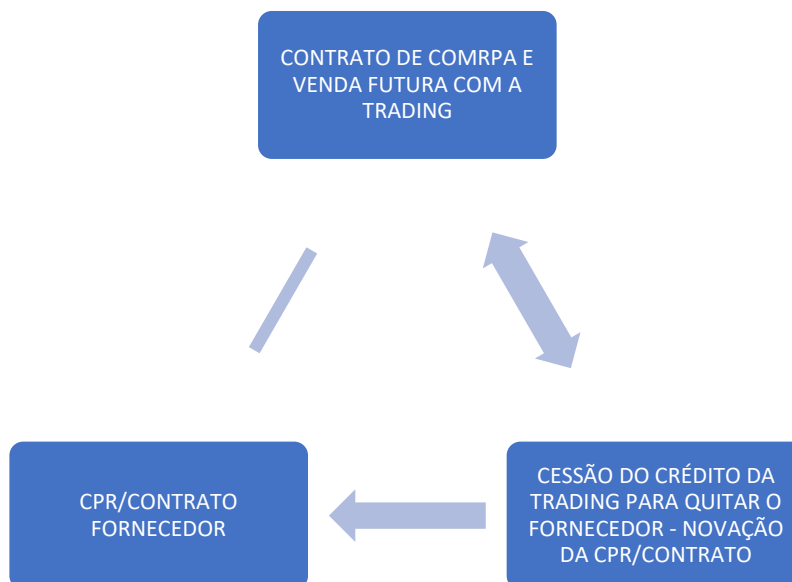 CONTRATO DE COMRPA E
VENDA FUTURA COM A
TRADING
CPR/CONTRATO
FORNECEDOR
CESSÃO DO CRÉDITO DA
TRADING PARA QUITAR O
FORNECEDOR - NOVAÇÃO
DA CPR/CONTRATO